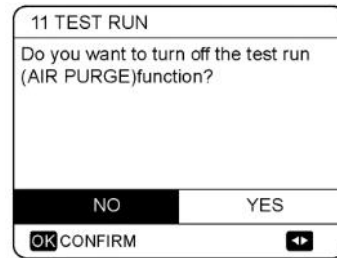 11 TEST RUN
Do you want to turn off the test run
(AIR PURGE)function?
NO YES
OK CONFIRM